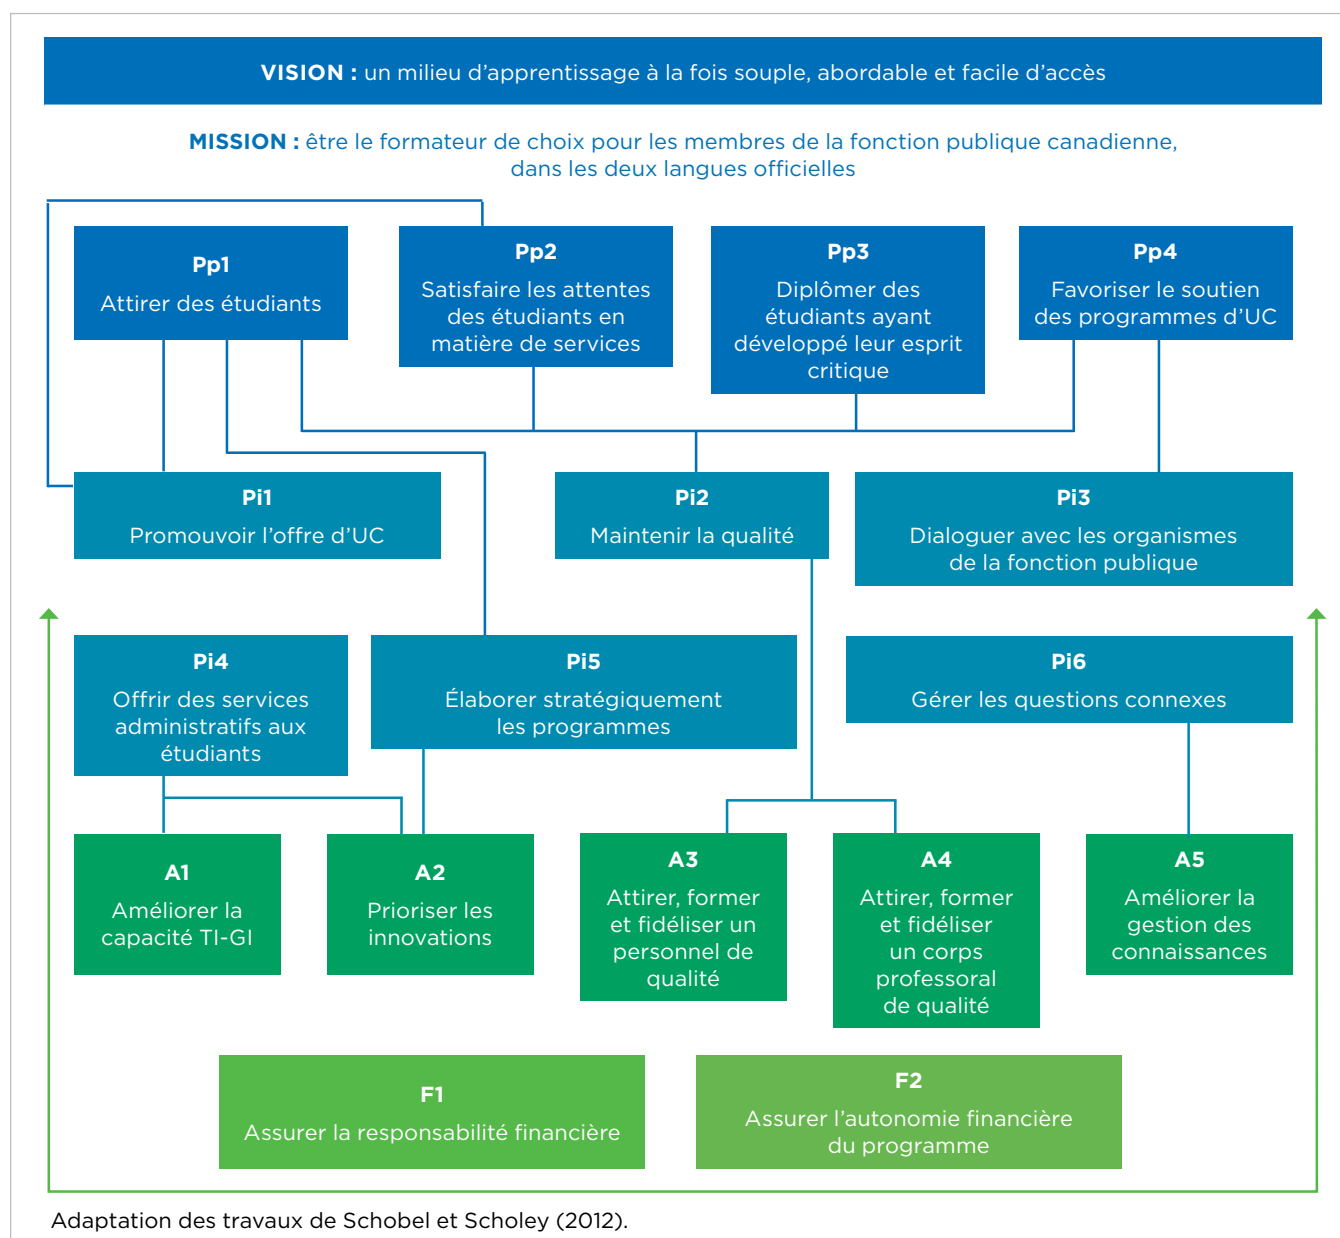 VISION : un milieu d’apprentissage à la fois souple, abordable et facile d’accès
MISSION : être le formateur de choix pour les membres de la fonction publique canadienne,
dans les deux langues officielles
Pp1
Attirer des étudiants
Pp2
Satisfaire les attentes
des étudiants en
matière de services
Pp3
Diplômer des
étudiants ayant
développé leur esprit
critique
Pp4
Favoriser le soutien
des programmes d’UC
Pi1
Promouvoir l’offre d’UC
Pi2
Maintenir la qualité
Pi3
Dialoguer avec les organismes
de la fonction publique
Pi4
Offrir des services
administratifs aux
étudiants
Pi5
Élaborer stratégiquement
les programmes
Pi6
Gérer les questions connexes
A1
Améliorer la
capacité TI-GI
A2
Prioriser les
innovations
A3
Attirer, former
et fidéliser un
personnel de
qualité
A4
Attirer, former
et fidéliser
un corps
professoral
de qualité
A5
Améliorer la
gestion des
connaissances
F1
Assurer la responsabilité financière
F2
Assurer l’autonomie financière
du programme
Adaptation des travaux de Schobel et Scholey (2012).